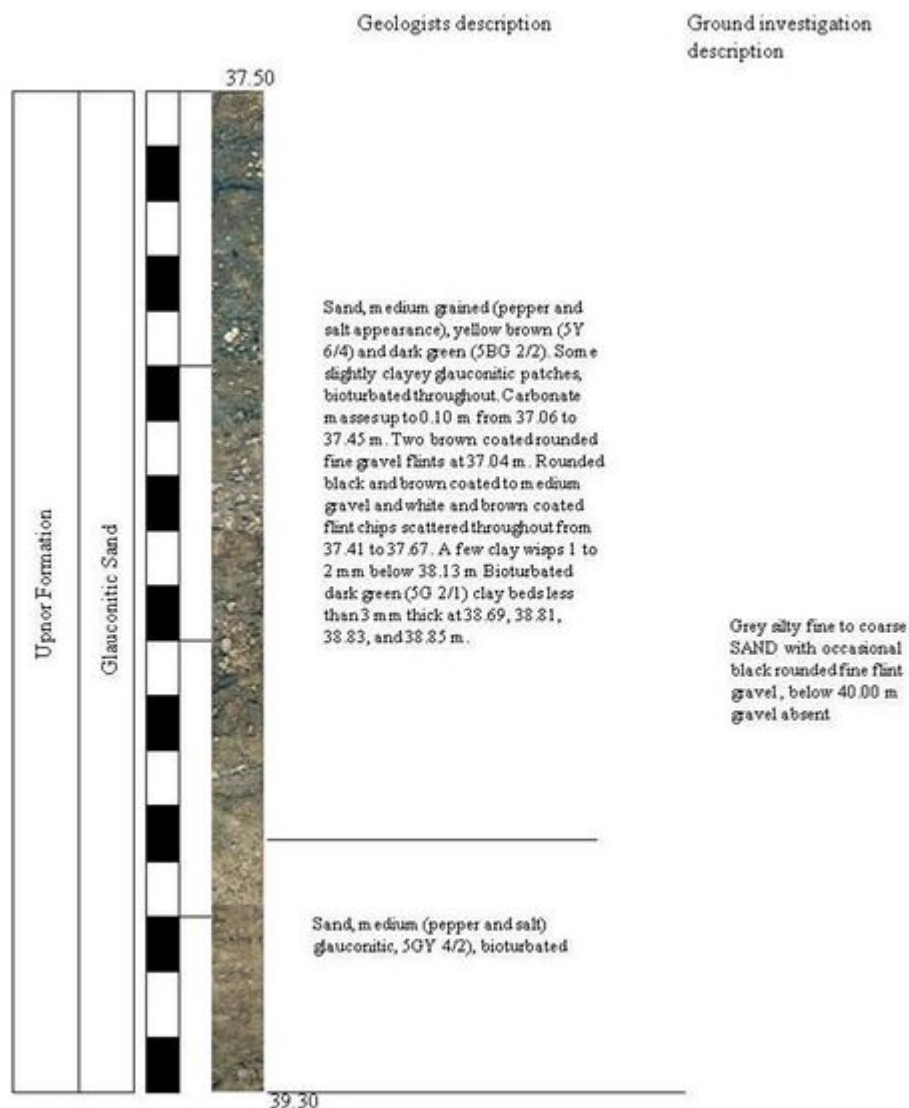 Geologists description
Ground investigation
description
37.50
Upnor Formation
Glauconitic Sand
Sand, medium grained (pepper and
salt appearance), yellow brown (5Y
6/4) and dark green (5BG 2/2). Some
slightly clayey glauconitic patches,
bioturbated throughout. Carbonate
masses up to 0.10 m from 37.06 to
37.45 m. Two brown coated rounded
fine gravel flints at 37.04 m. Rounded
black and brown coated to medium
gravel and white and brown coated
flint chips scattered throughout from
37.41 to 37.67. A few clay wisps 1 to
2 mm below 38.13 m Bioturbated
dark green (5G 2/1) clay beds less
than 3 mm thick at 38.69, 38.81,
38.83, and 38.85 m.
Grey silty fine to coarse
SAND with occasional
black rounded fine flint
gravel, below 40.00 m
gravel absent
Sand, medium (pepper and salt)
glauconitic, 5GY 4/2), bioturbated
39.30